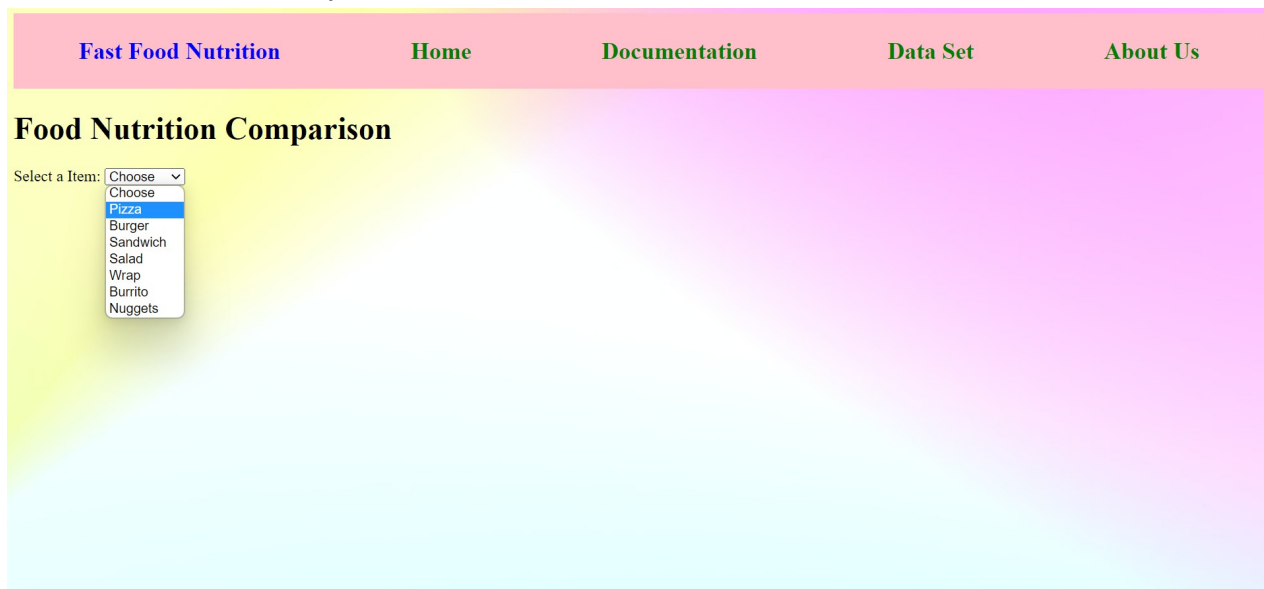 Fast Food Nutrition Home Documentation Data Set About Us
Food Nutrition Comparison
Select a Item: Choose
Choose
Pizza
Burger
Sandwich
Salad
Wrap
Burrito
Nuggets